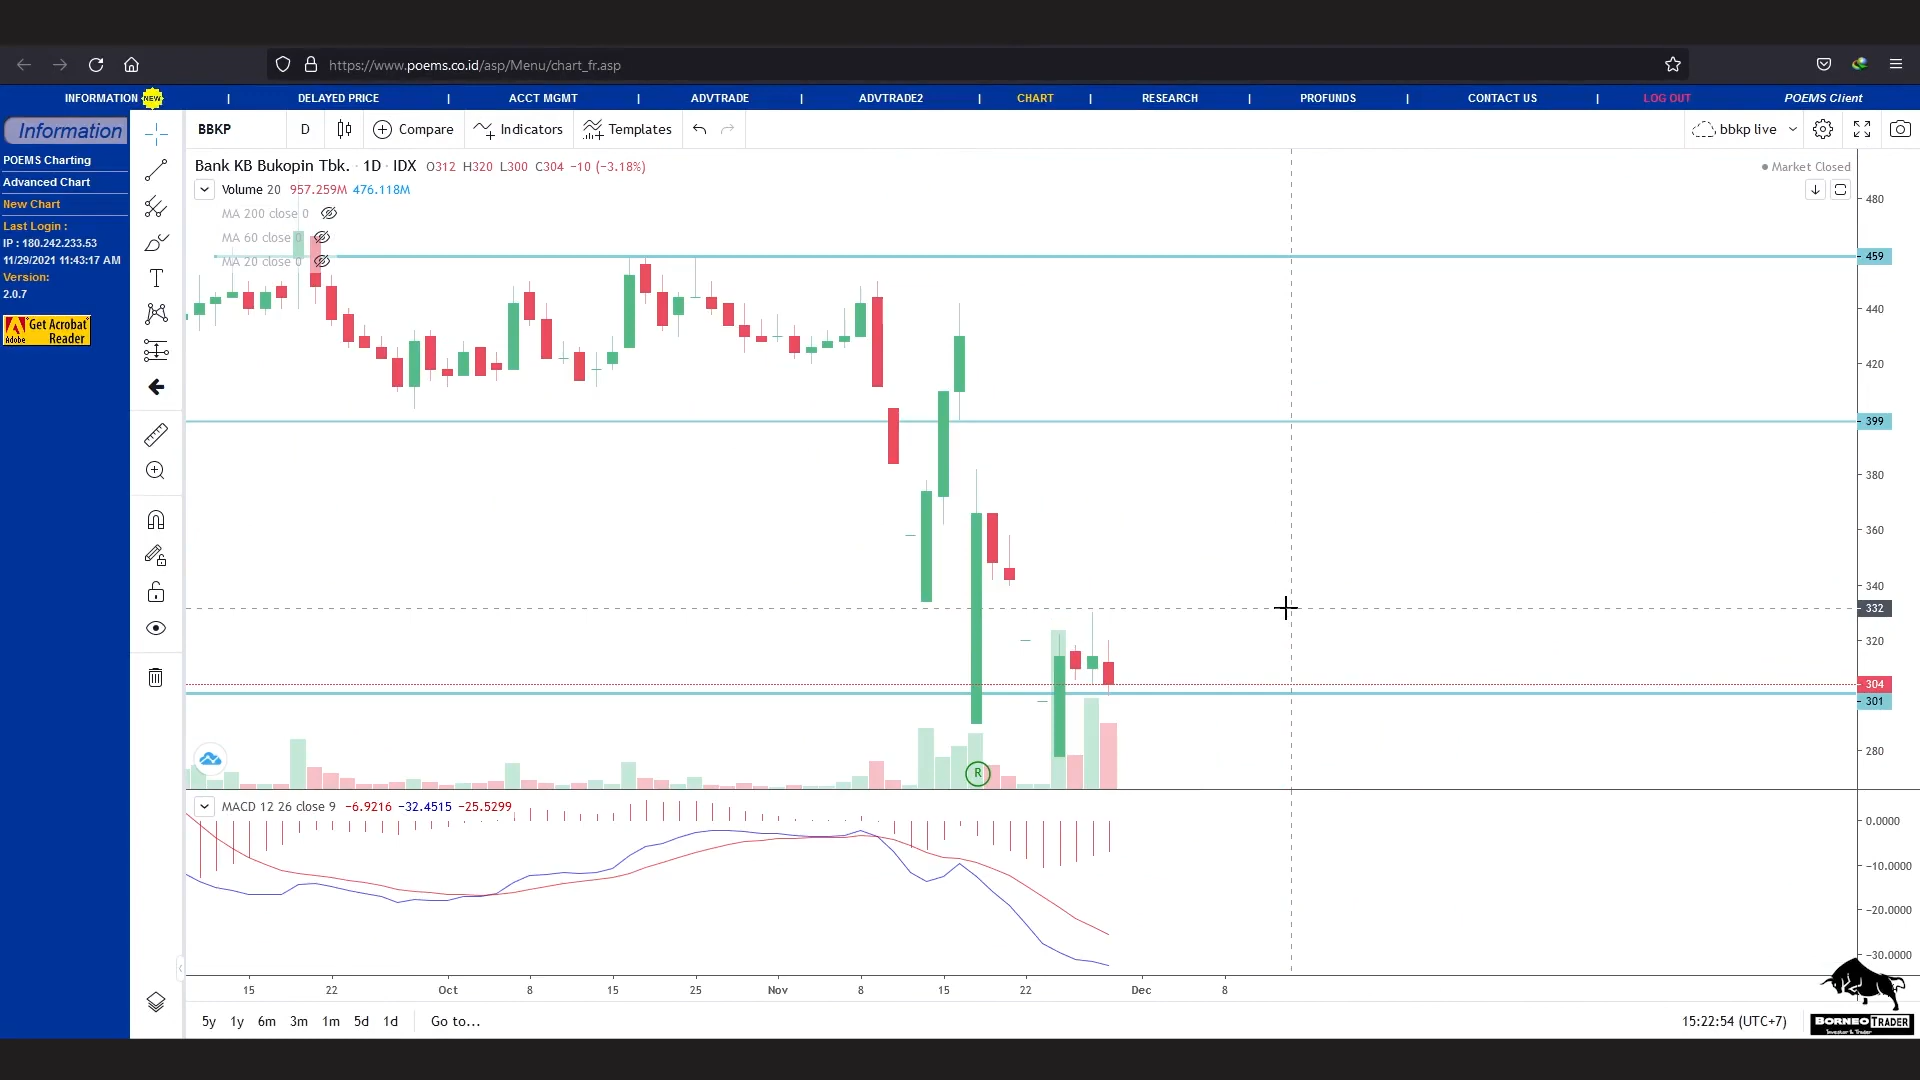 https://www.poems.co.id/asp/Menu/chart_fr.asp
INFORMATION NEW | DELAYED PRICE | ACCT MGMT | ADVTRADE | ADVTRADE2 | CHART | RESEARCH | PROFUNDS | CONTACT US | LOG OUT POEMS Client
Information
POEMS Charting
Advanced Chart
New Chart
Last Login :
IP : 180.242.233.53
11/29/2021 11:43:17 AM
Version:
2.0.7
Get Acrobat
Adobe Reader
BBKP D Compare Indicators Templates bbkp live
Bank KB Bukopin Tbk. · 1D · IDX O312 H320 L300 C304 −10 (−3.18%)
Market Closed
Volume 20 957.259M 476.118M
MA 200 close 0
MA 60 close 0
MA 20 close 0
480
459
440
420
399
380
360
340
332
320
304
301
280
R
MACD 12 26 close 9 −6.9216 −32.4515 −25.5299
0.0000
−10.0000
−20.0000
−30.0000
15 22 Oct 8 15 25 Nov 8 15 22 Dec 8
5y 1y 6m 3m 1m 5d 1d Go to...
15:22:54 (UTC+7)
BORNEO TRADER
Investor & Trader